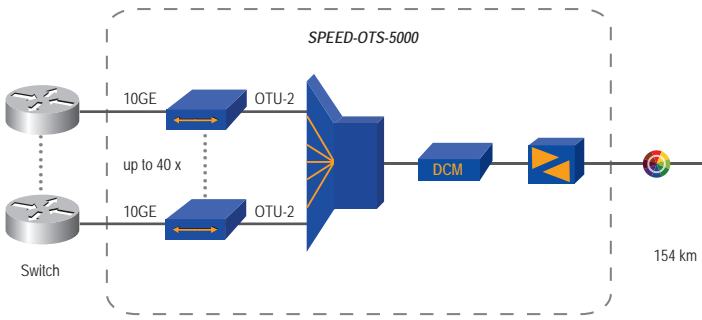 SPEED-OTS-5000
10GE
OTU-2
up to 40 x
DCM
10GE
OTU-2
Switch
154 km